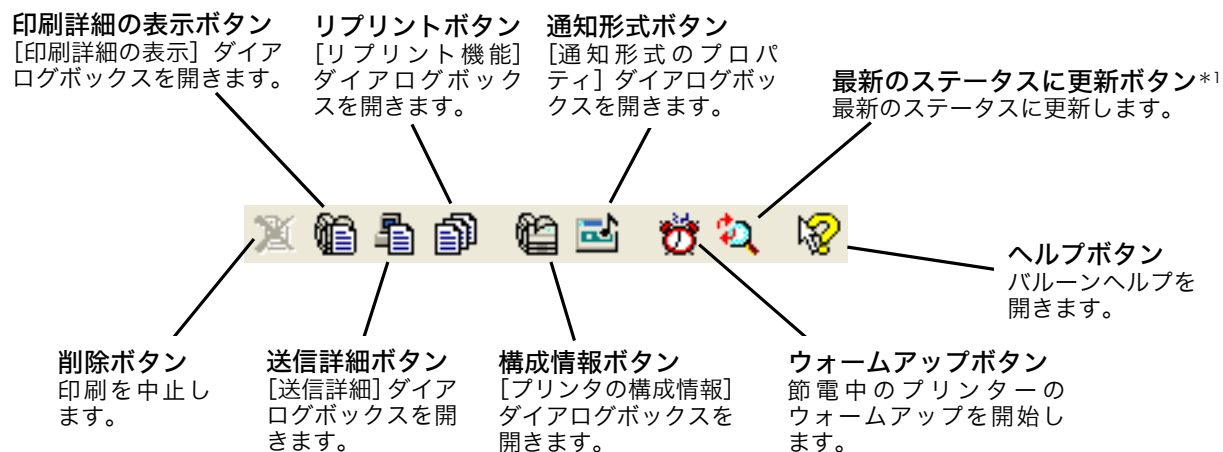 印刷詳細の表示ボタン
[印刷詳細の表示] ダイア
ログボックスを開きます。
リプリントボタン
[リプリント機能]
ダイアログボック
スを開きます。
通知形式ボタン
[通知形式のプロパ
ティ] ダイアログボッ
クスを開きます。
最新のステータスに更新ボタン*1
最新のステータスに更新します。
ヘルプボタン
バルーンヘルプを
開きます。
削除ボタン
印刷を中止し
ます。
送信詳細ボタン
[送信詳細] ダイア
ログボックスを開
きます。
構成情報ボタン
[プリンタの構成情報]
ダイアログボックスを
開きます。
ウォームアップボタン
節電中のプリンターの
ウォームアップを開始し
ます。